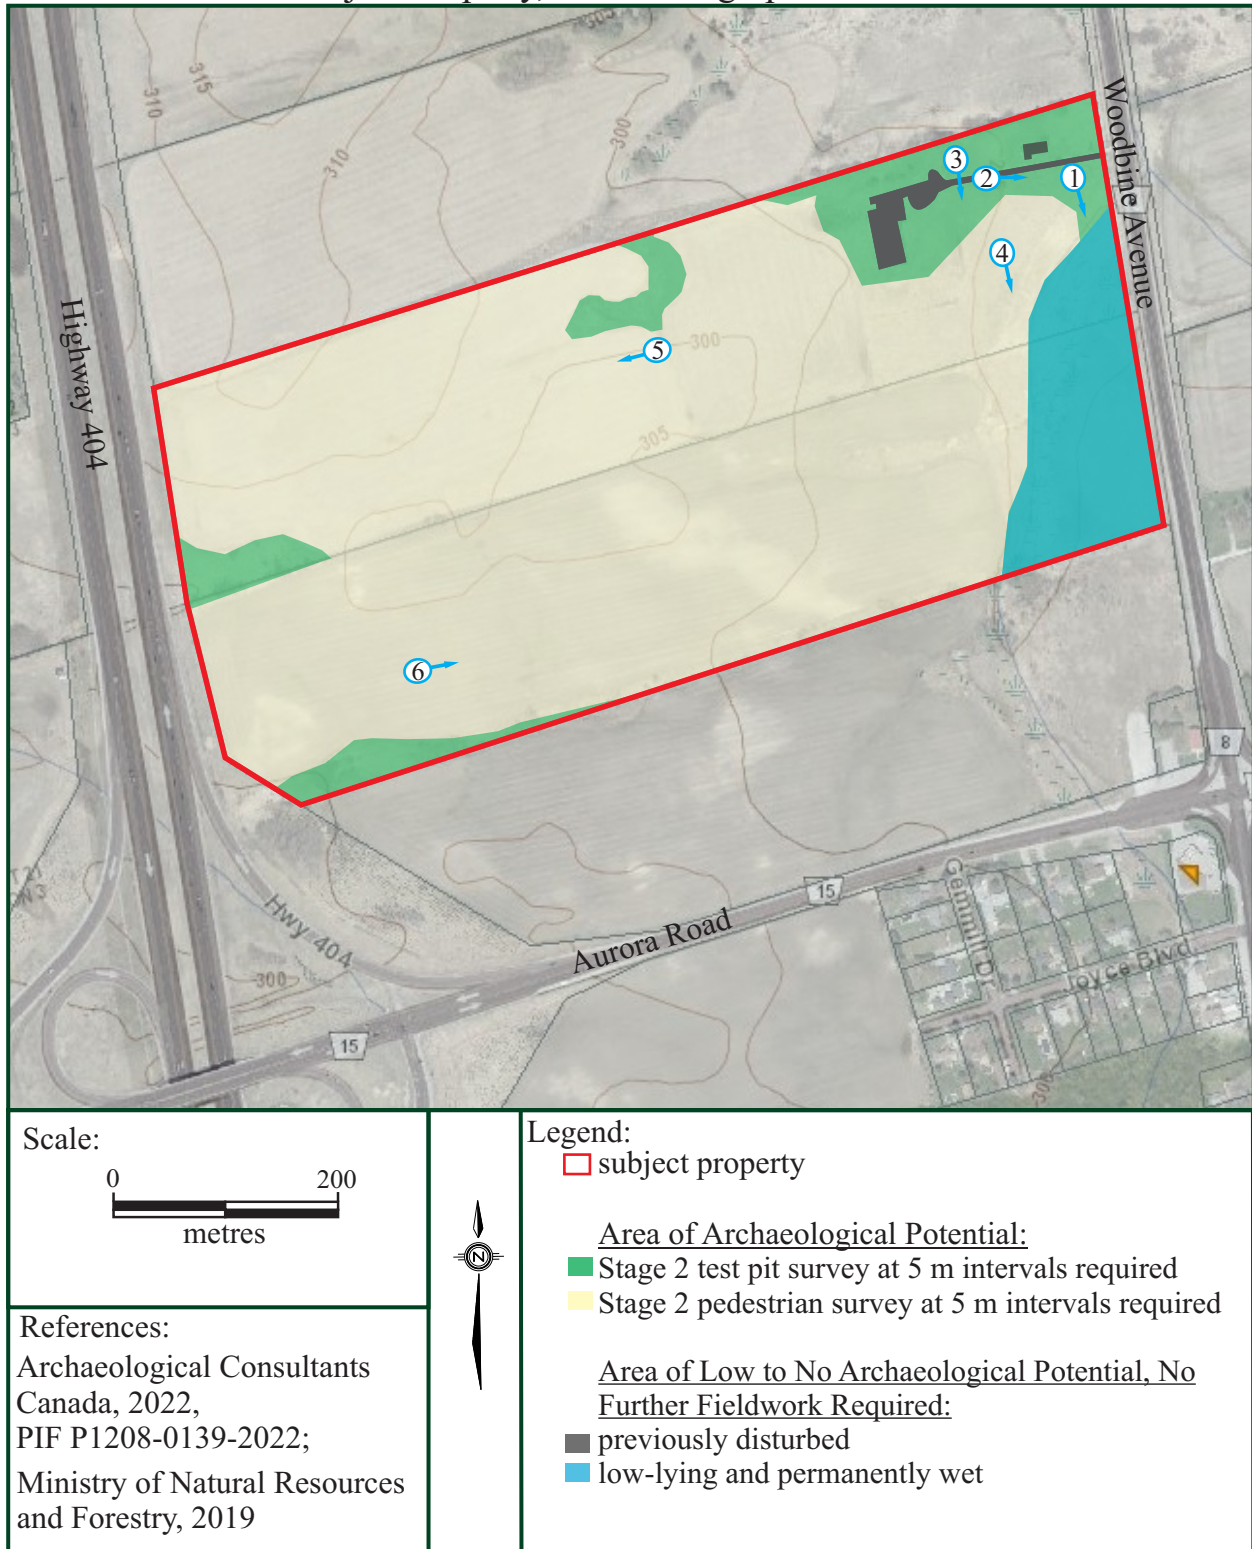 305
315
310
300
310
Woodbine Avenue
3
2
1
4
Highway 404
5
300
305
6
8
Gemmill Dr
15
Aurora Road
Hwy 404
Joyce Blvd
300
15
300
Scale:
0 200
metres
References:
Archaeological Consultants
Canada, 2022,
PIF P1208-0139-2022;
Ministry of Natural Resources
and Forestry, 2019
N
Legend:
subject property
Area of Archaeological Potential:
Stage 2 test pit survey at 5 m intervals required
Stage 2 pedestrian survey at 5 m intervals required
Area of Low to No Archaeological Potential, No
Further Fieldwork Required:
previously disturbed
low-lying and permanently wet